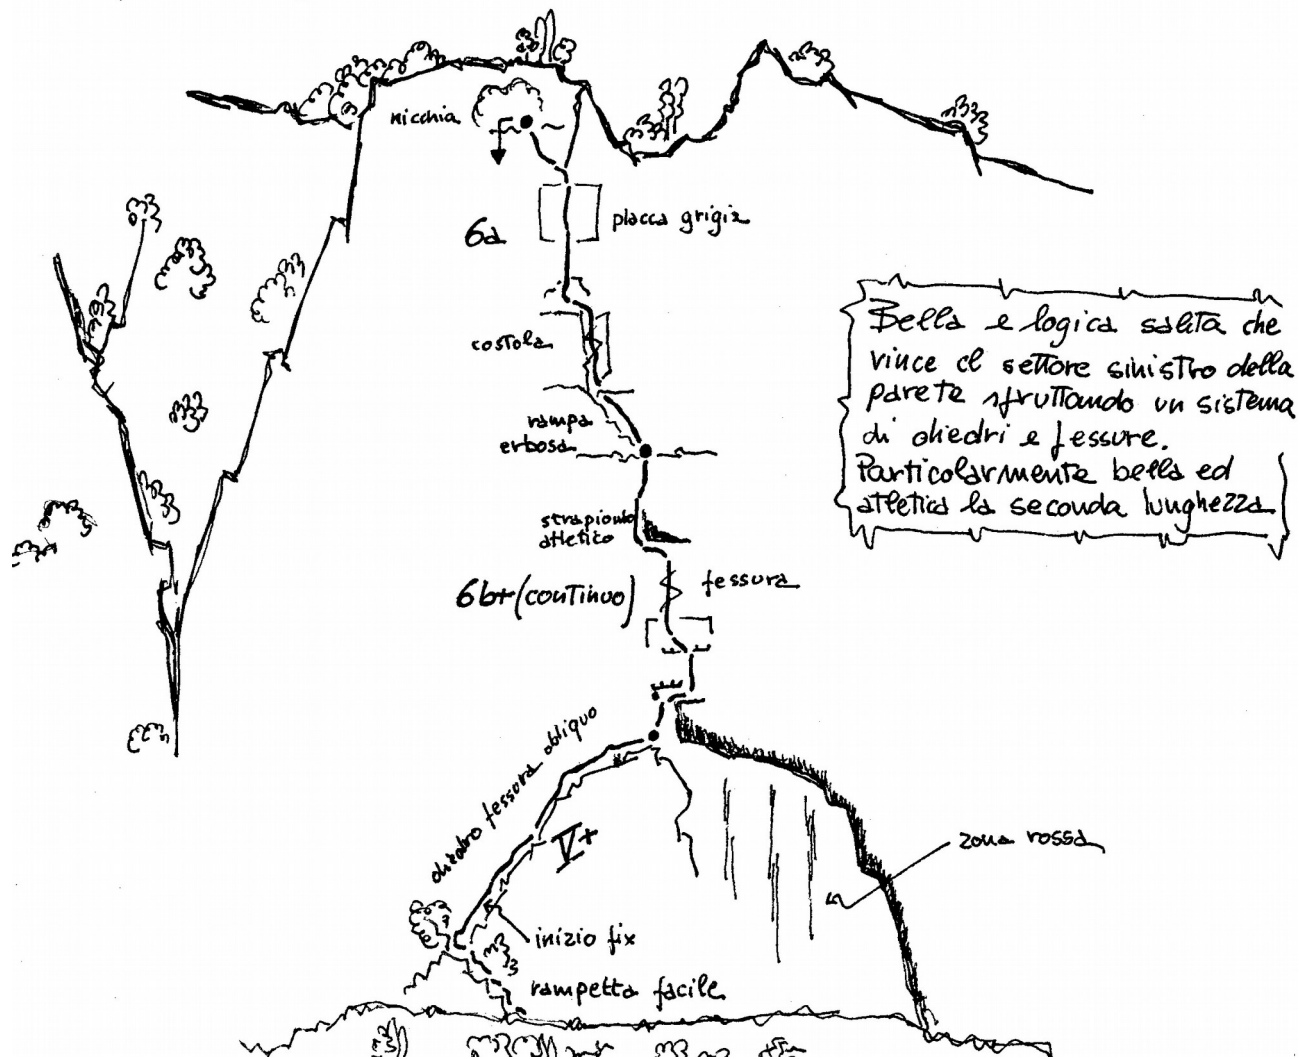 nicchia
6a
placca grigia
costola
Bella e logica salita che
vince il settore sinistro della
parete sfruttando un sistema
di diedri e fessure.
Particolarmente bella ed
atletica la seconda lunghezza
rampa
erbosa
strapiombo
atletico
6b+ (continuo)
fessura
diedro fessura obliquo
V+
zona rossa
inizio fix
rampetta facile